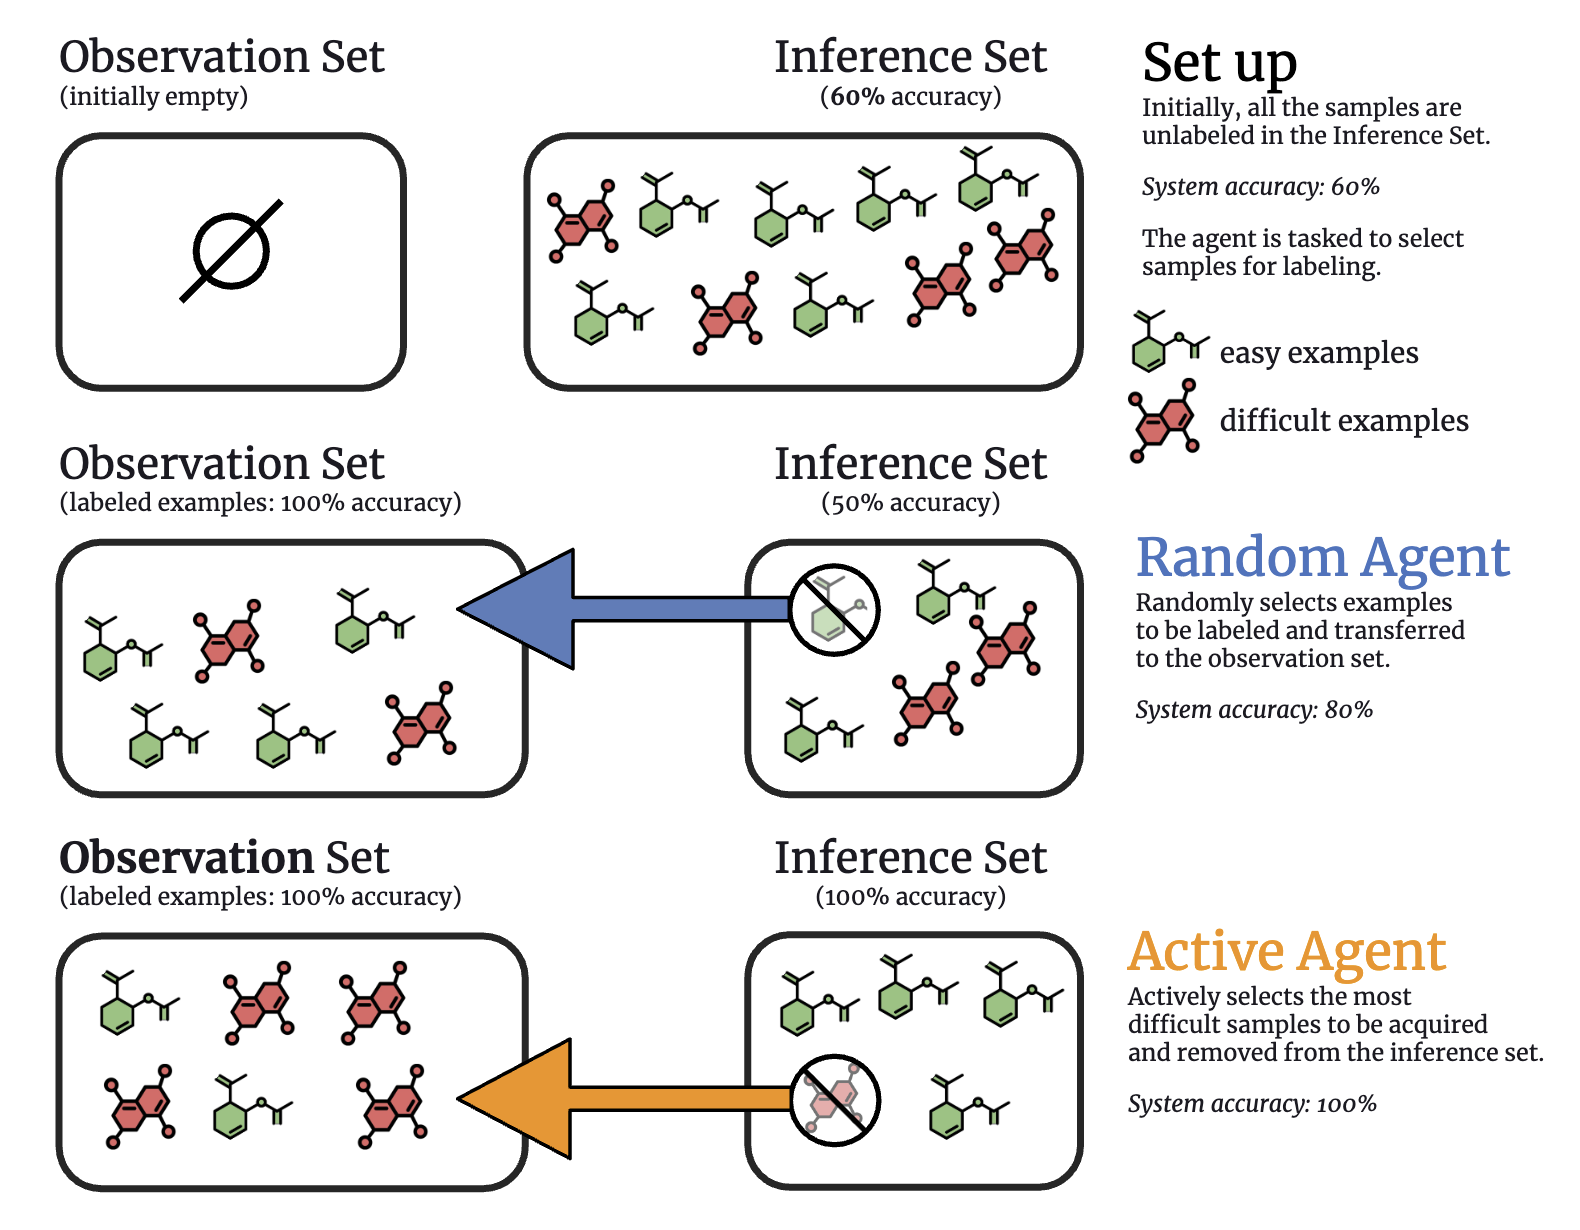 Observation Set
(initially empty)
Inference Set
(60% accuracy)
Set up
Initially, all the samples are
unlabeled in the Inference Set.
System accuracy: 60%
The agent is tasked to select
samples for labeling.
easy examples
difficult examples
Observation Set
(labeled examples: 100% accuracy)
Inference Set
(50% accuracy)
Random Agent
Randomly selects examples
to be labeled and transferred
to the observation set.
System accuracy: 80%
Observation Set
(labeled examples: 100% accuracy)
Inference Set
(100% accuracy)
Active Agent
Actively selects the most
difficult samples to be acquired
and removed from the inference set.
System accuracy: 100%